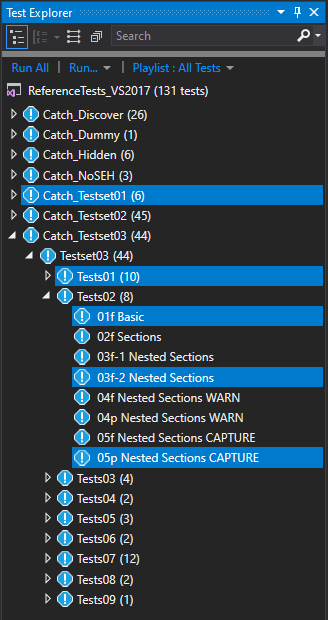 Test Explorer
Search
Run All | Run... Playlist : All Tests
ReferenceTests_VS2017 (131 tests)
Catch_Discover (26)
Catch_Dummy (1)
Catch_Hidden (6)
Catch_NoSEH (3)
Catch_Testset01 (6)
Catch_Testset02 (45)
Catch_Testset03 (44)
Testset03 (44)
Tests01 (10)
Tests02 (8)
01f Basic
02f Sections
03f-1 Nested Sections
03f-2 Nested Sections
04f Nested Sections WARN
04p Nested Sections WARN
05f Nested Sections CAPTURE
05p Nested Sections CAPTURE
Tests03 (4)
Tests04 (2)
Tests05 (3)
Tests06 (2)
Tests07 (12)
Tests08 (2)
Tests09 (1)